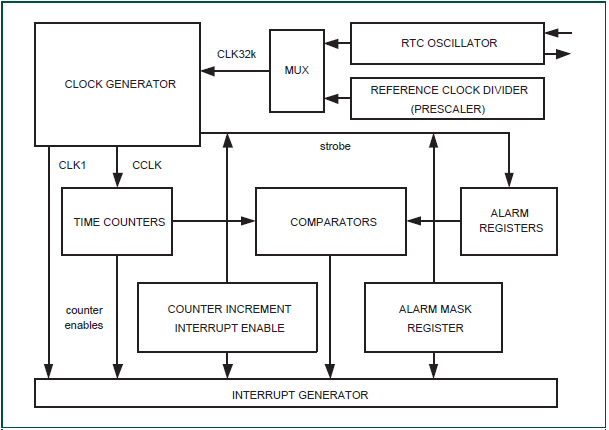 RTC OSCILLATOR
CLK32k
MUX
CLOCK GENERATOR
REFERENCE CLOCK DIVIDER
(PRESCALER)
strobe
CLK1
CCLK
TIME COUNTERS
COMPARATORS
ALARM
REGISTERS
counter
enables
COUNTER INCREMENT
INTERRUPT ENABLE
ALARM MASK
REGISTER
INTERRUPT GENERATOR